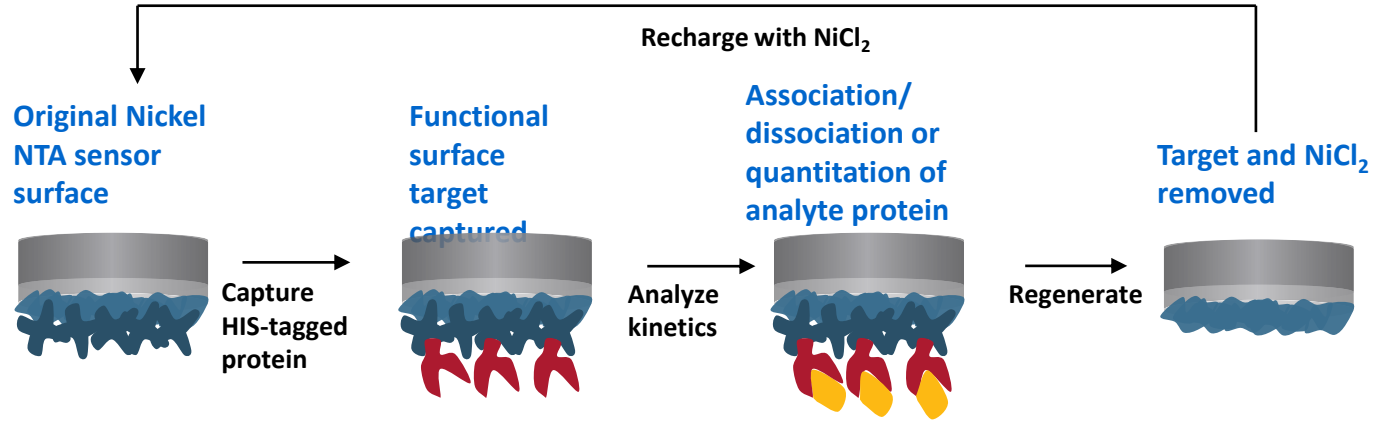 Recharge with NiCl₂
Original Nickel
NTA sensor
surface
Functional
surface
target
captured
Association/
dissociation or
quantitation of
analyte protein
Target and NiCl₂
removed
Capture
HIS-tagged
protein
Analyze
kinetics
Regenerate